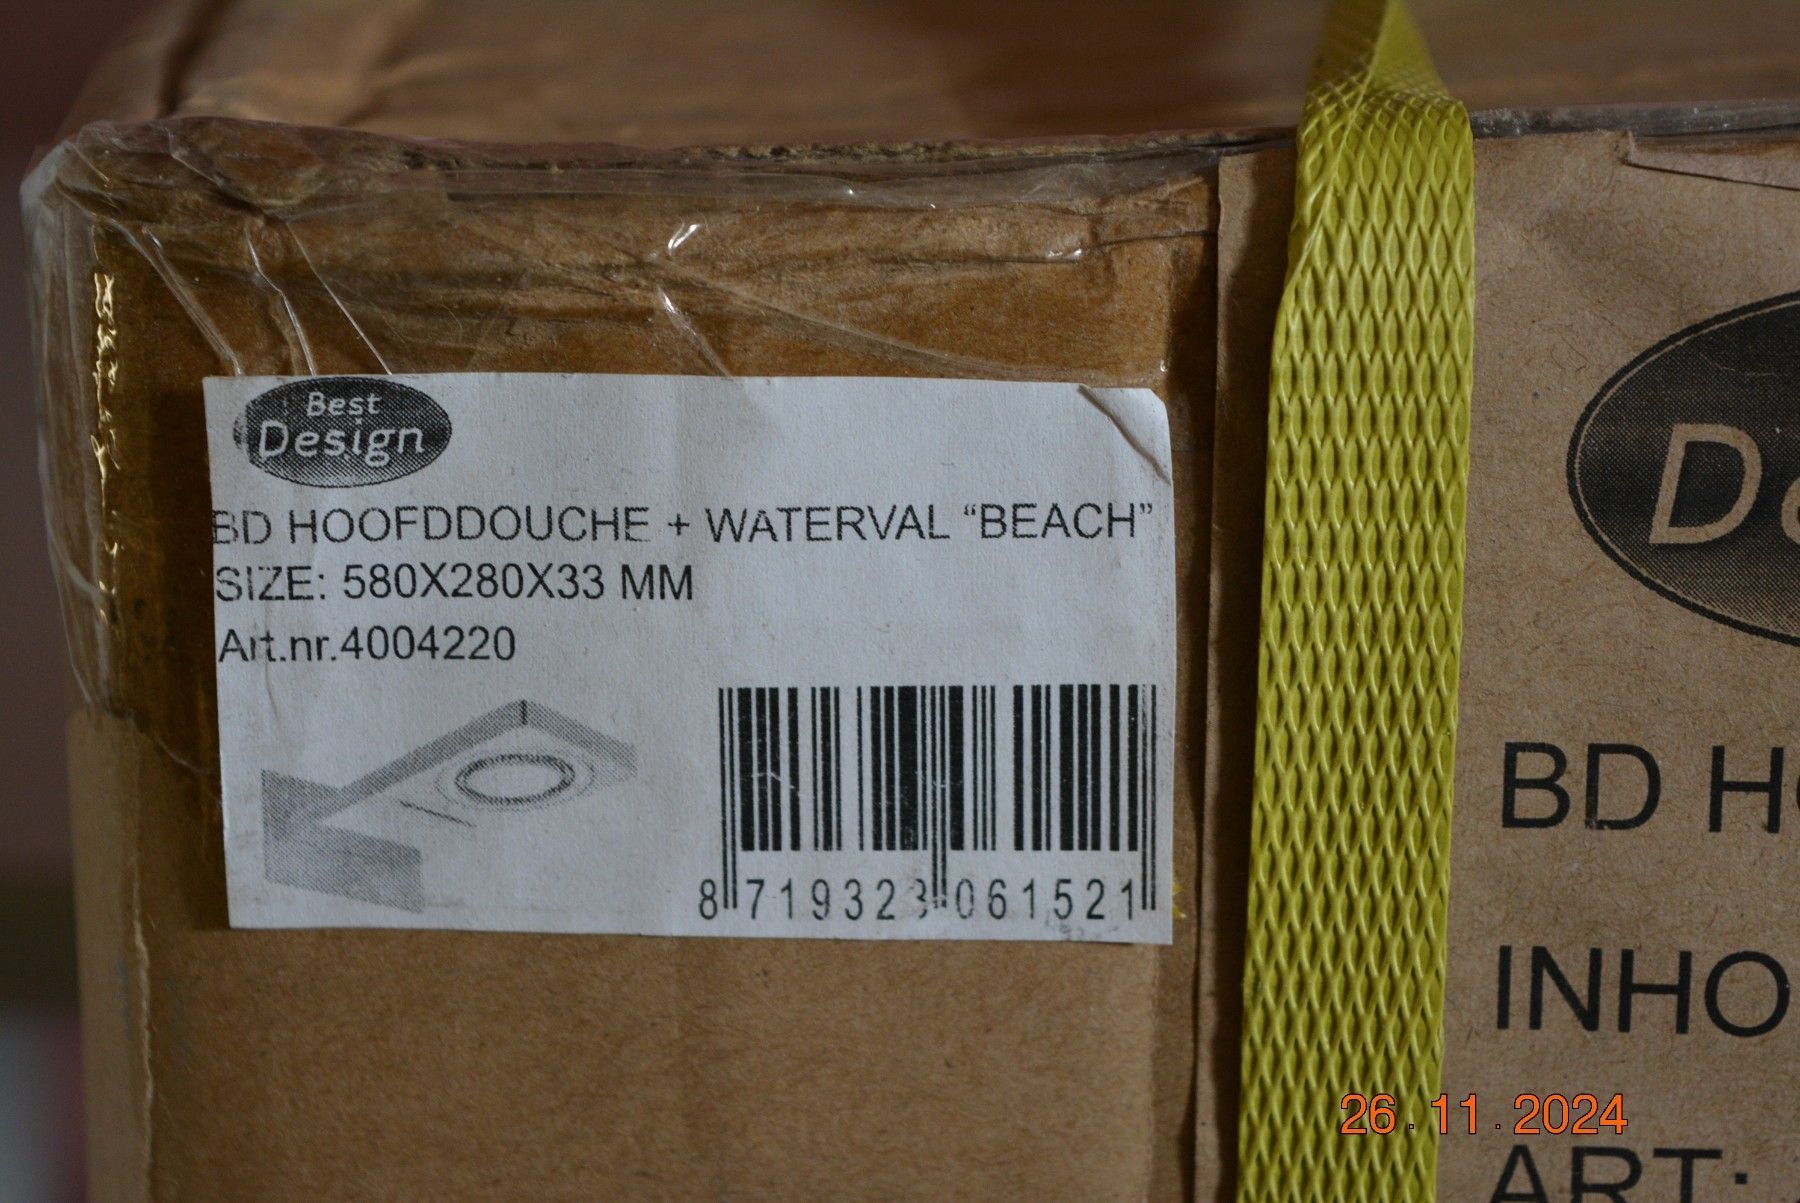 Best
Design
BD HOOFDDOUCHE + WATERVAL “BEACH”
SIZE: 580X280X33 MM
Art.nr.4004220
8 719323 061521
D
BD H
INHO
ART:
26.11.2024